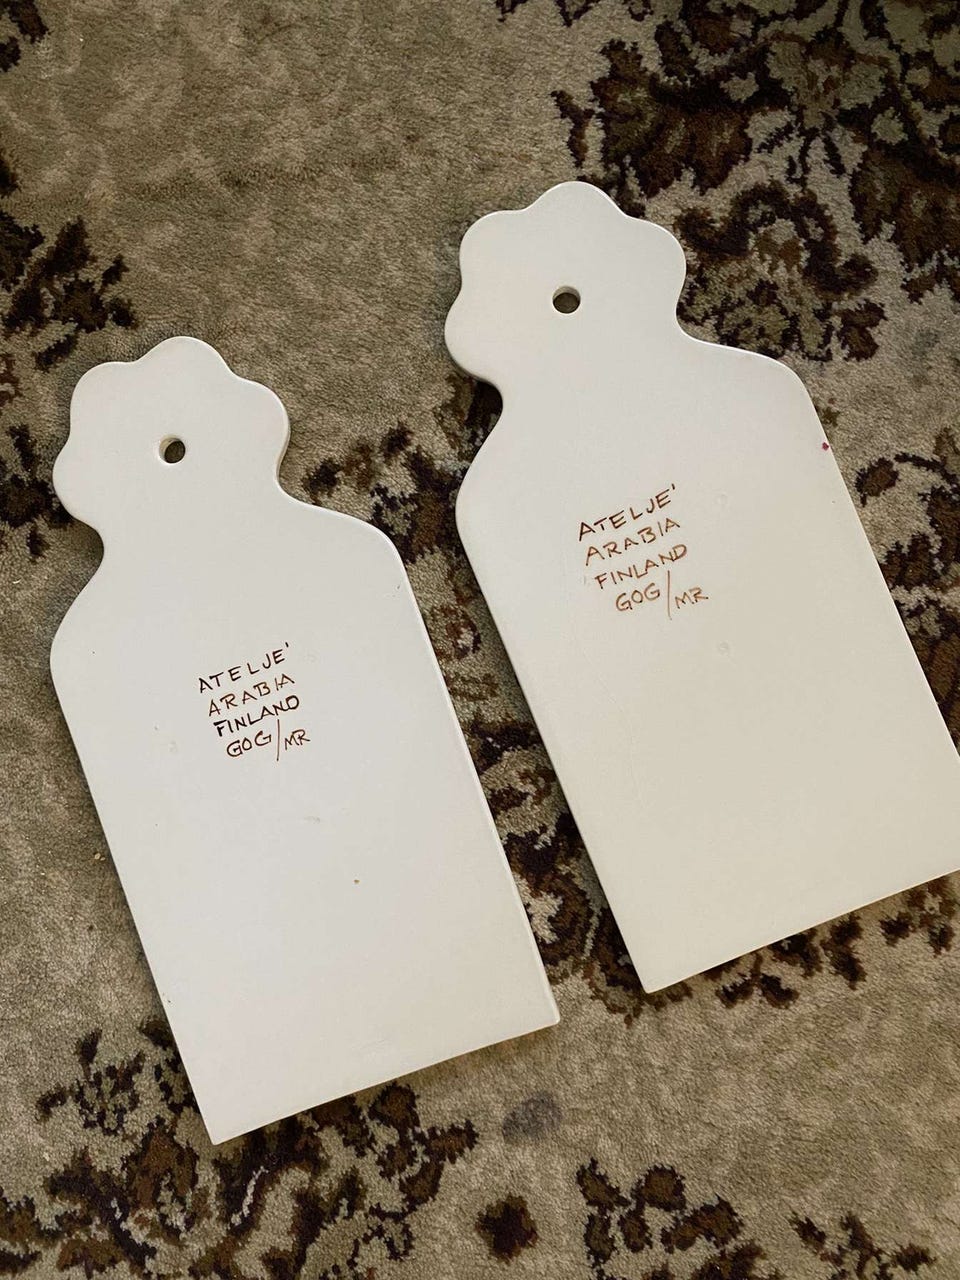 ATELJE'
ARABIA
FINLAND
GOG/MR
ATELJE'
ARABIA
FINLAND
GOG/MR